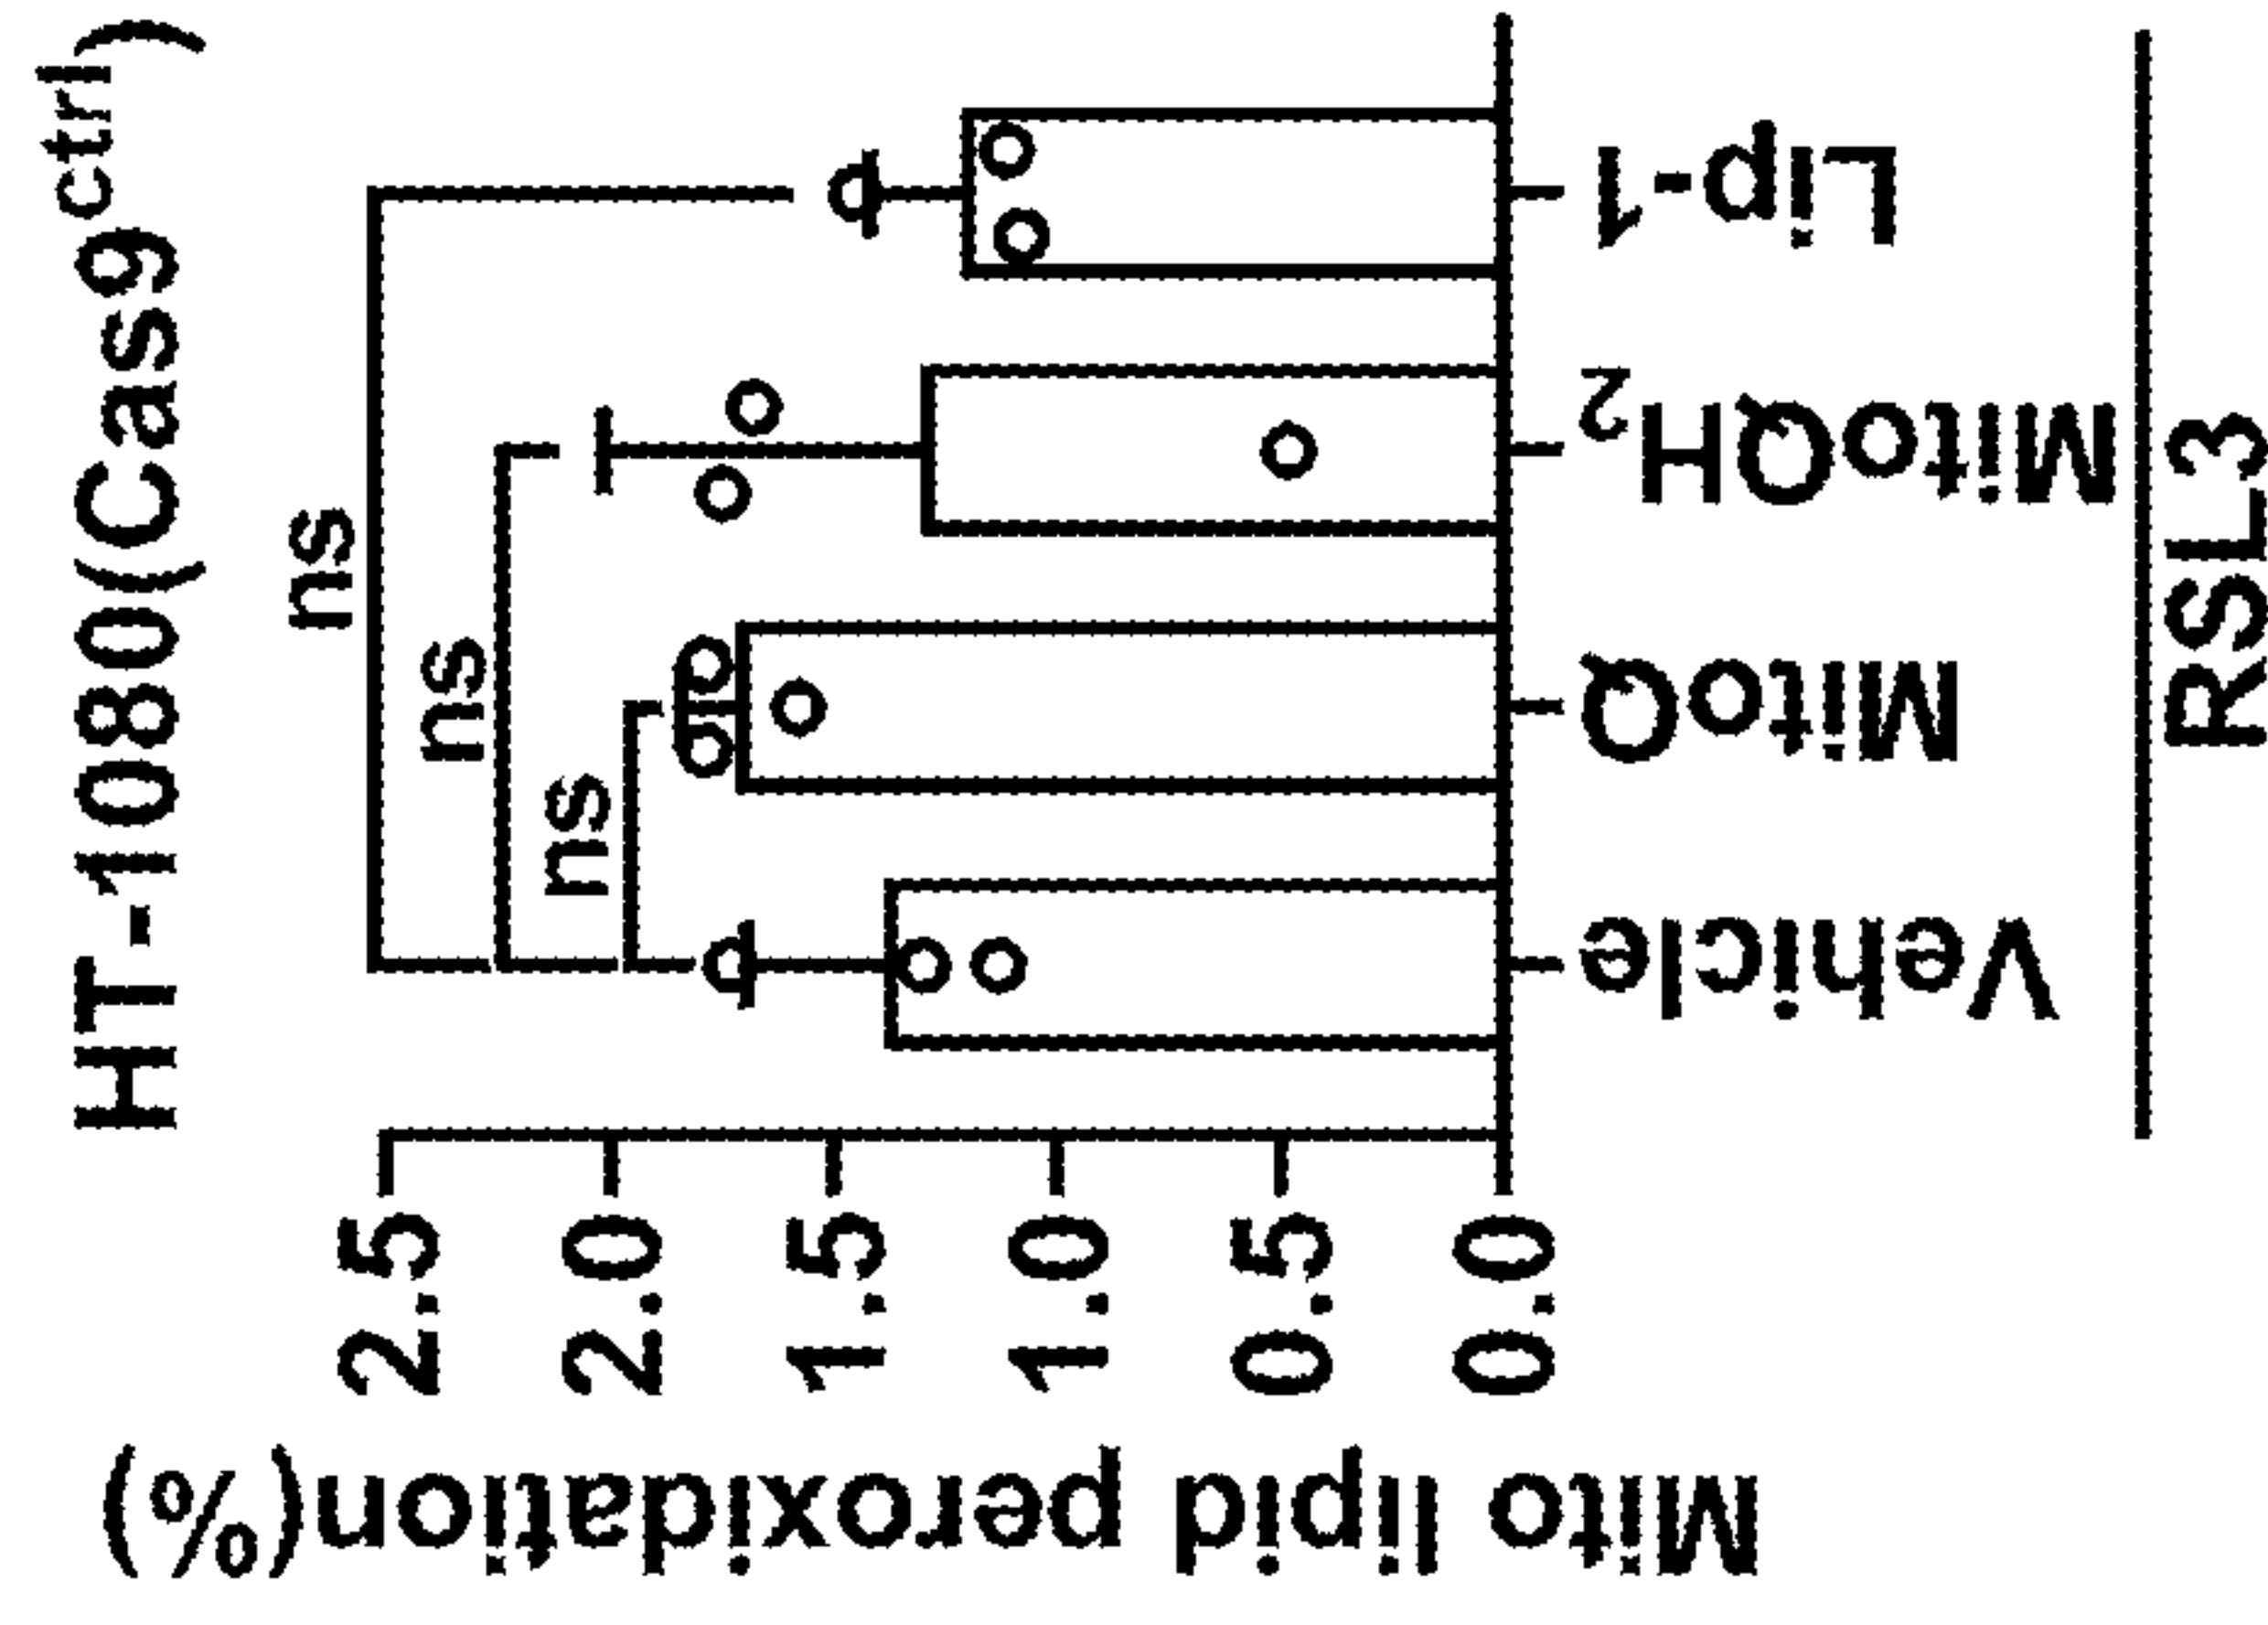 HT-1080(Cas9ctrl)
ns
ns
ns
Mito lipid peroxidation(%)
2.5
2.0
1.5
1.0
0.5
0.0
Vehicle
MitoQ
MitoQH2
Lip-1
RSL3